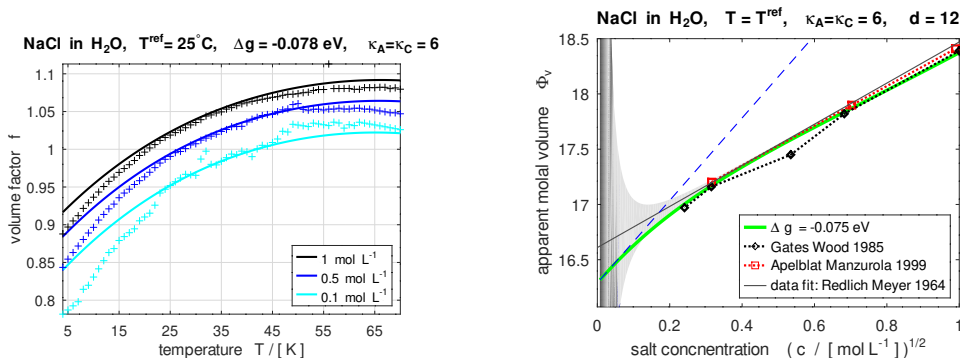 NaCl in H2O, Tref = 25°C, Δg = -0.078 eV, κA=κC = 6
volume factor f
1.1
1.05
1
0.95
0.9
0.85
0.8
1 mol L-1
0.5 mol L-1
0.1 mol L-1
5 15 25 35 45 55 65
temperature T / [ K ]
NaCl in H2O, T = Tref, κA=κC = 6, d = 12
apparent molal volume Φv
18.5
18
17.5
17
16.5
Δ g = -0.075 eV
Gates Wood 1985
Apelblat Manzurola 1999
data fit: Redlich Meyer 1964
0 0.2 0.4 0.6 0.8 1
salt concnentration ( c / [ mol L-1 ] )1/2